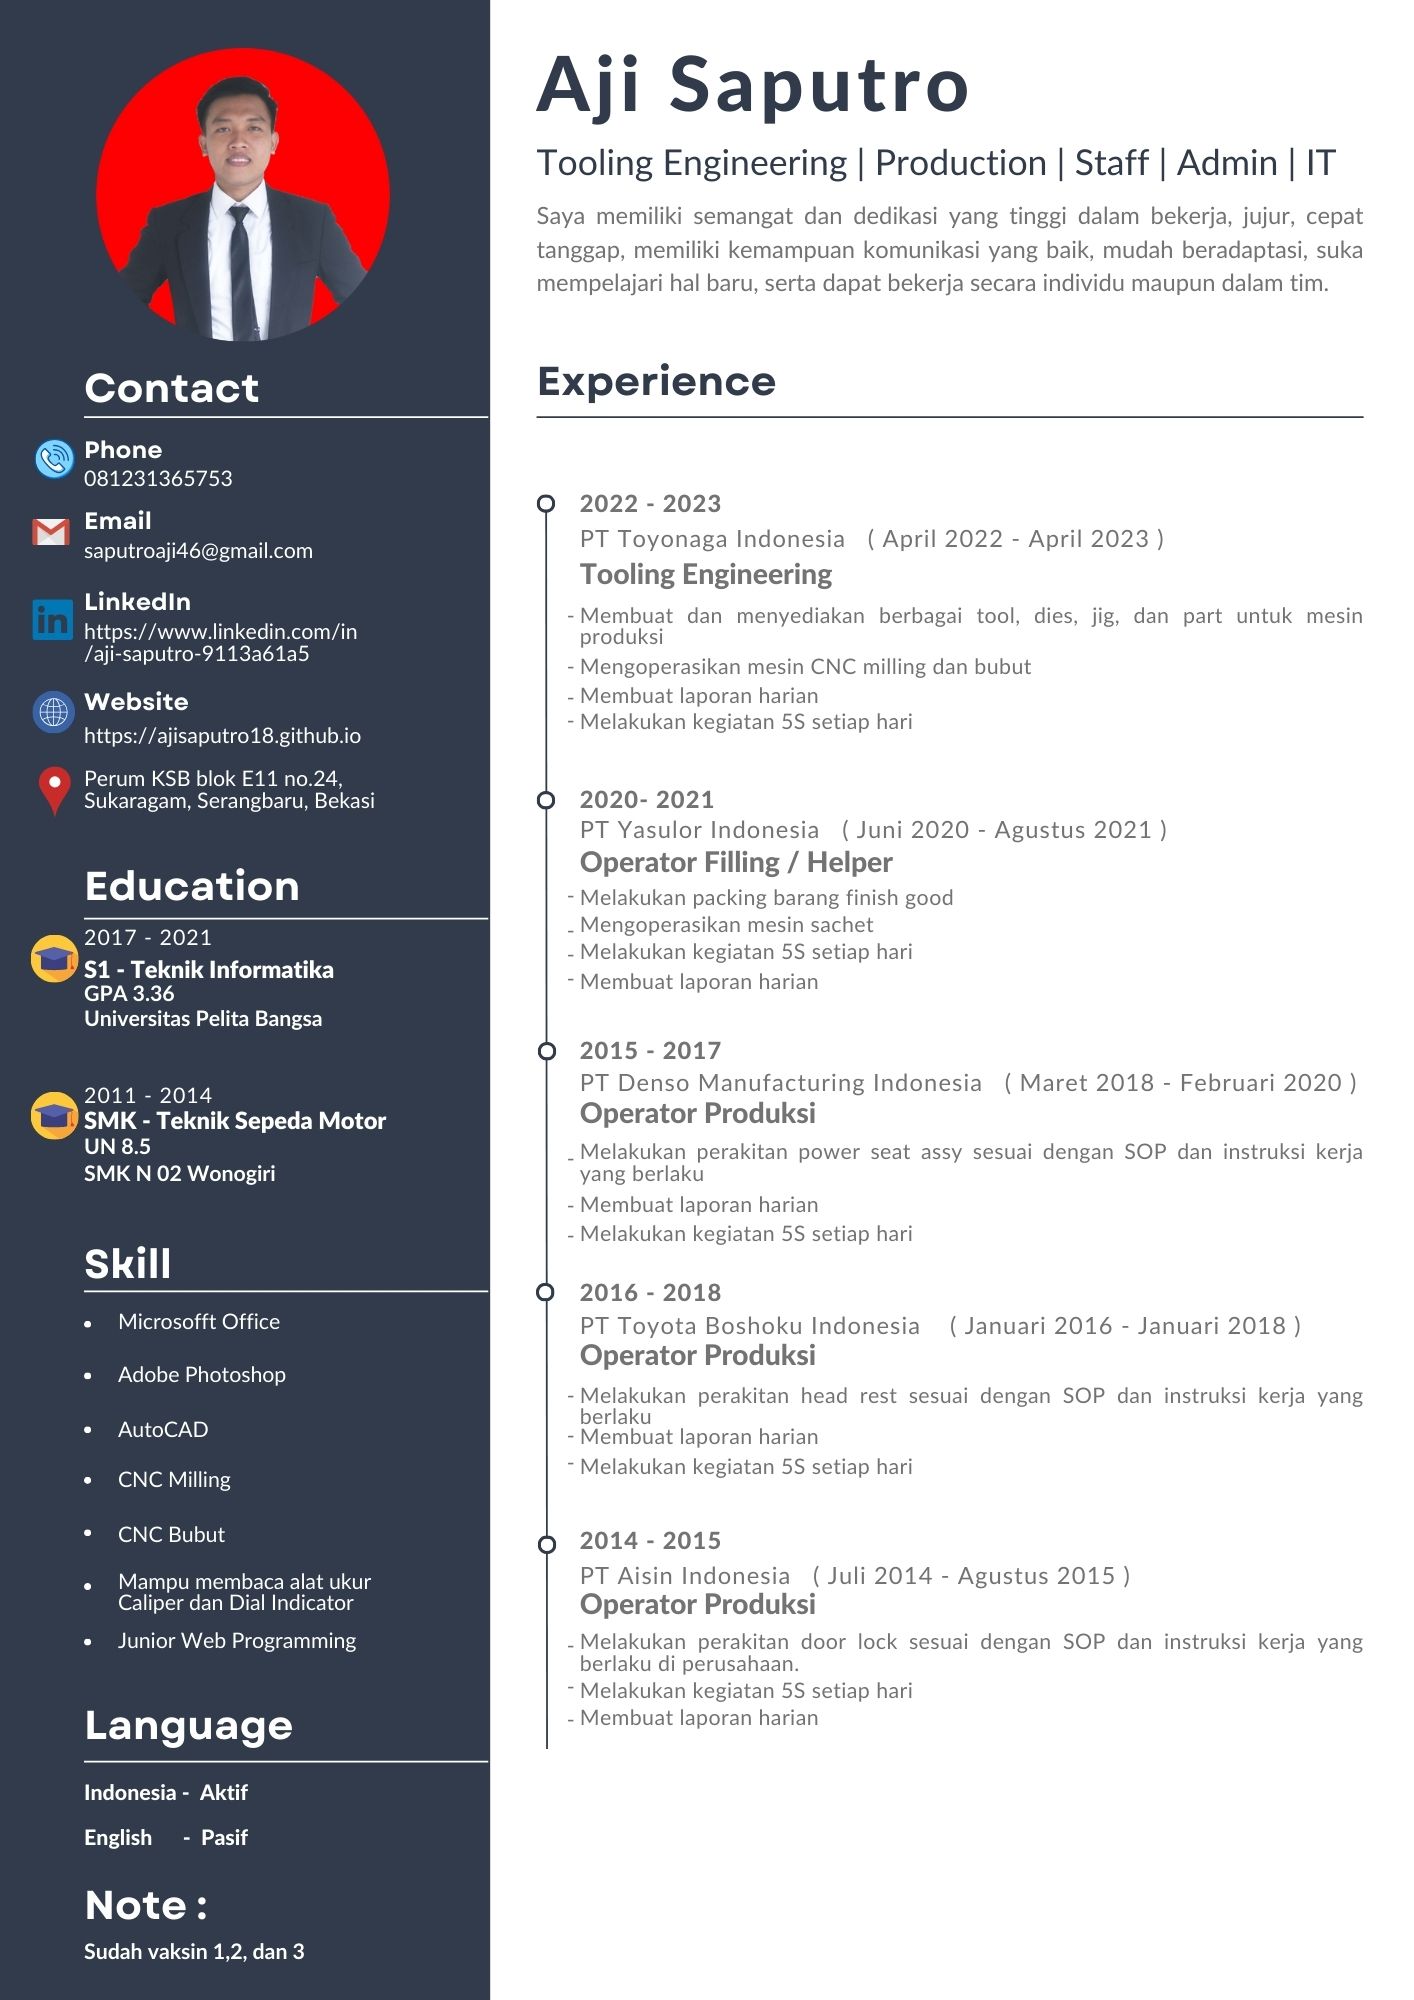 Aji Saputro
Tooling Engineering | Production | Staff | Admin | IT
Saya memiliki semangat dan dedikasi yang tinggi dalam bekerja, jujur, cepat
tanggap, memiliki kemampuan komunikasi yang baik, mudah beradaptasi, suka
mempelajari hal baru, serta dapat bekerja secara individu maupun dalam tim.
Contact
Phone
081231365753
Email
saputroaji46@gmail.com
LinkedIn
https://www.linkedin.com/in
/aji-saputro-9113a61a5
Website
https://ajisaputro18.github.io
Perum KSB blok E11 no.24,
Sukaragam, Serangbaru, Bekasi
Education
2017 - 2021
S1 - Teknik Informatika
GPA 3.36
Universitas Pelita Bangsa
2011 - 2014
SMK - Teknik Sepeda Motor
UN 8.5
SMK N 02 Wonogiri
Skill
• Microsofft Office
• Adobe Photoshop
• AutoCAD
• CNC Milling
• CNC Bubut
• Mampu membaca alat ukur
Caliper dan Dial Indicator
• Junior Web Programming
Language
Indonesia - Aktif
English - Pasif
Note :
Sudah vaksin 1,2, dan 3
Experience
2022 - 2023
PT Toyonaga Indonesia ( April 2022 - April 2023 )
Tooling Engineering
- Membuat dan menyediakan berbagai tool, dies, jig, dan part untuk mesin
produksi
- Mengoperasikan mesin CNC milling dan bubut
- Membuat laporan harian
- Melakukan kegiatan 5S setiap hari
2020- 2021
PT Yasulor Indonesia ( Juni 2020 - Agustus 2021 )
Operator Filling / Helper
- Melakukan packing barang finish good
- Mengoperasikan mesin sachet
- Melakukan kegiatan 5S setiap hari
- Membuat laporan harian
2015 - 2017
PT Denso Manufacturing Indonesia ( Maret 2018 - Februari 2020 )
Operator Produksi
- Melakukan perakitan power seat assy sesuai dengan SOP dan instruksi kerja
yang berlaku
- Membuat laporan harian
- Melakukan kegiatan 5S setiap hari
2016 - 2018
PT Toyota Boshoku Indonesia ( Januari 2016 - Januari 2018 )
Operator Produksi
- Melakukan perakitan head rest sesuai dengan SOP dan instruksi kerja yang
berlaku
- Membuat laporan harian
- Melakukan kegiatan 5S setiap hari
2014 - 2015
PT Aisin Indonesia ( Juli 2014 - Agustus 2015 )
Operator Produksi
- Melakukan perakitan door lock sesuai dengan SOP dan instruksi kerja yang
berlaku di perusahaan.
- Melakukan kegiatan 5S setiap hari
- Membuat laporan harian